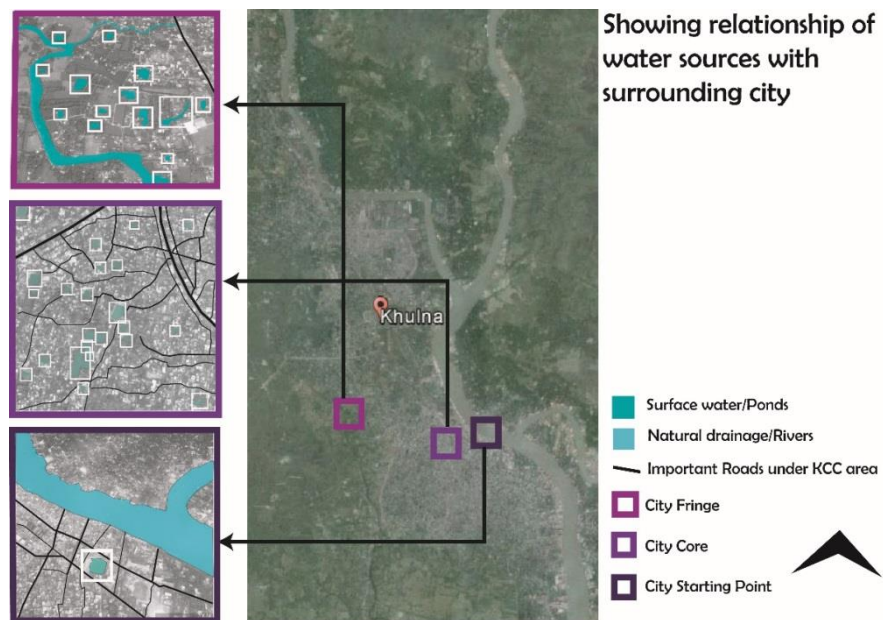 Showing relationship of
water sources with
surrounding city
Khulna
Surface water/Ponds
Natural drainage/Rivers
Important Roads under KCC area
City Fringe
City Core
City Starting Point